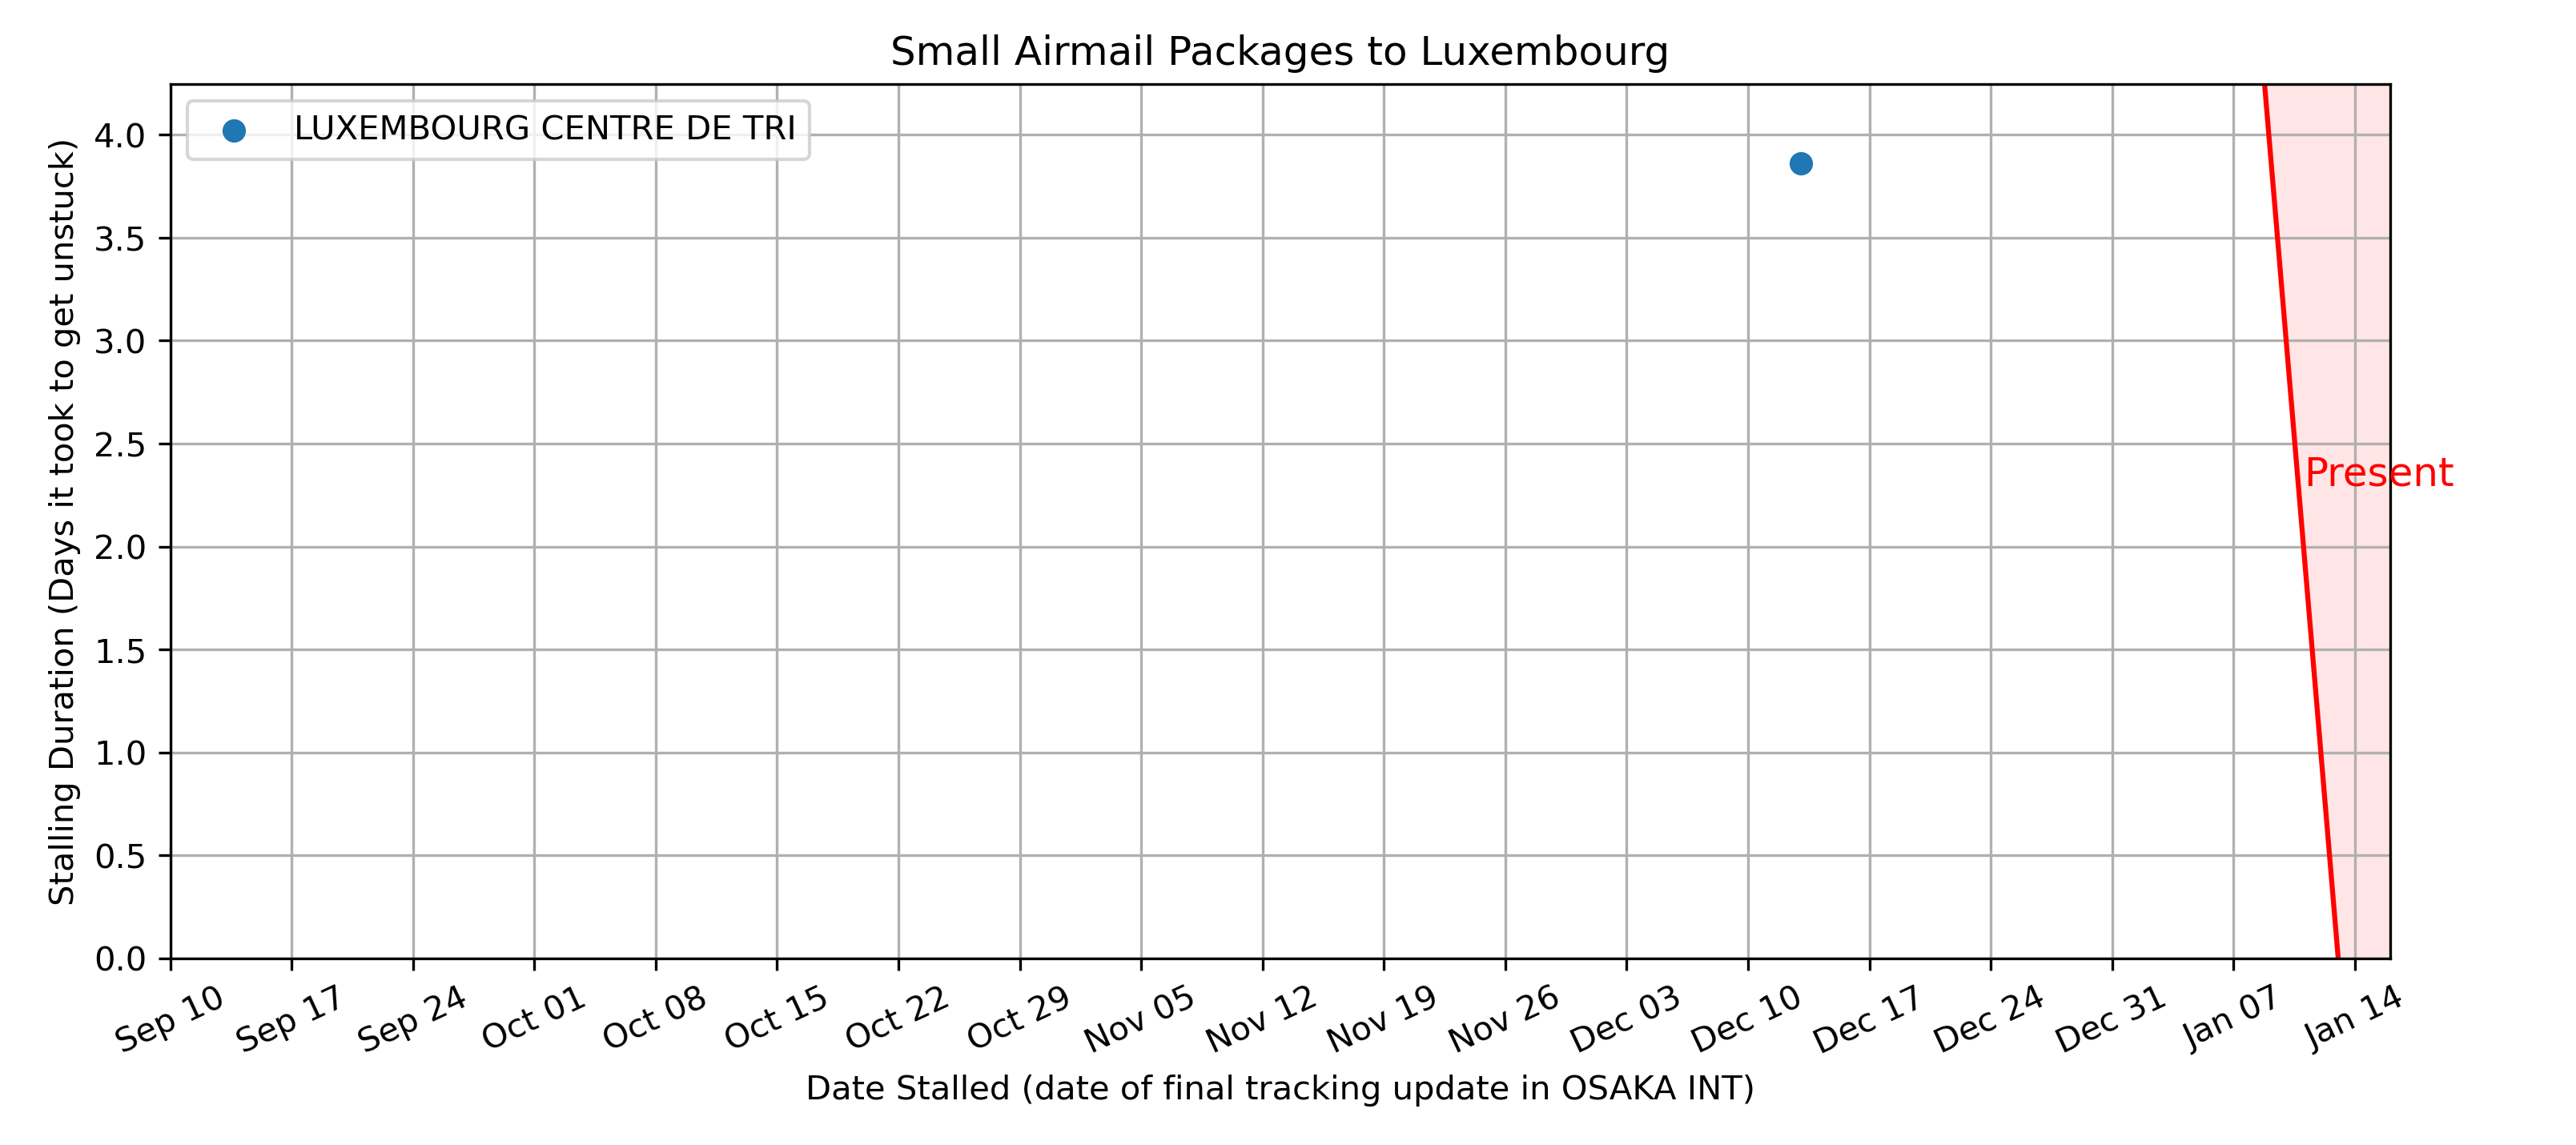 Small Airmail Packages to Luxembourg
LUXEMBOURG CENTRE DE TRI
Stalling Duration (Days it took to get unstuck)
4.0
3.5
3.0
2.5
2.0
1.5
1.0
0.5
0.0
Present
Sep 10
Sep 17
Sep 24
Oct 01
Oct 08
Oct 15
Oct 22
Oct 29
Nov 05
Nov 12
Nov 19
Nov 26
Dec 03
Dec 10
Dec 17
Dec 24
Dec 31
Jan 07
Jan 14
Date Stalled (date of final tracking update in OSAKA INT)